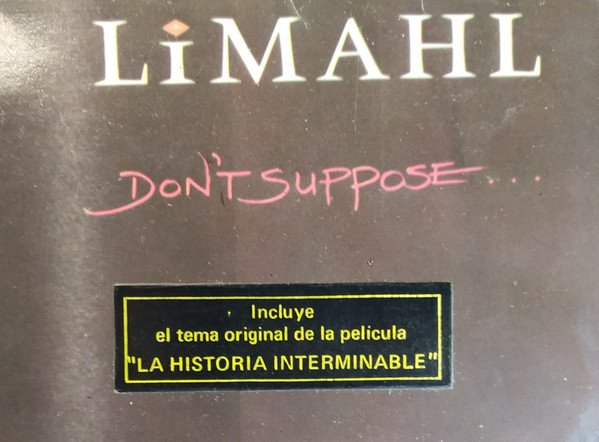 LiMAHL
DON'T SUPPOSE...
Incluye
el tema original de la pelicula
"LA HISTORIA INTERMINABLE"